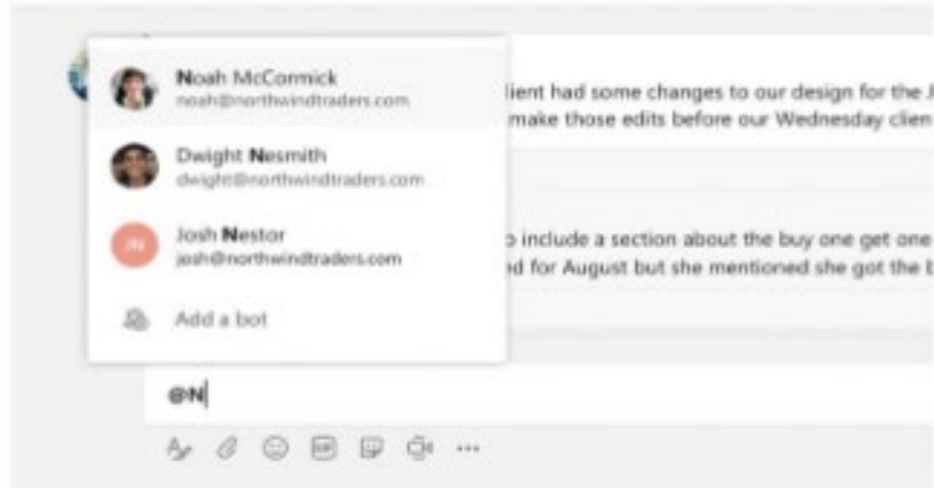 Noah McCormick
noah@northwindtraders.com
lient had some changes to our design for the J
make those edits before our Wednesday clien
Dwight Nesmith
dwight@northwindtraders.com
JN
Josh Nestor
josh@northwindtraders.com
o include a section about the buy one get one
ed for August but she mentioned she got the b
Add a bot
@N
GIF